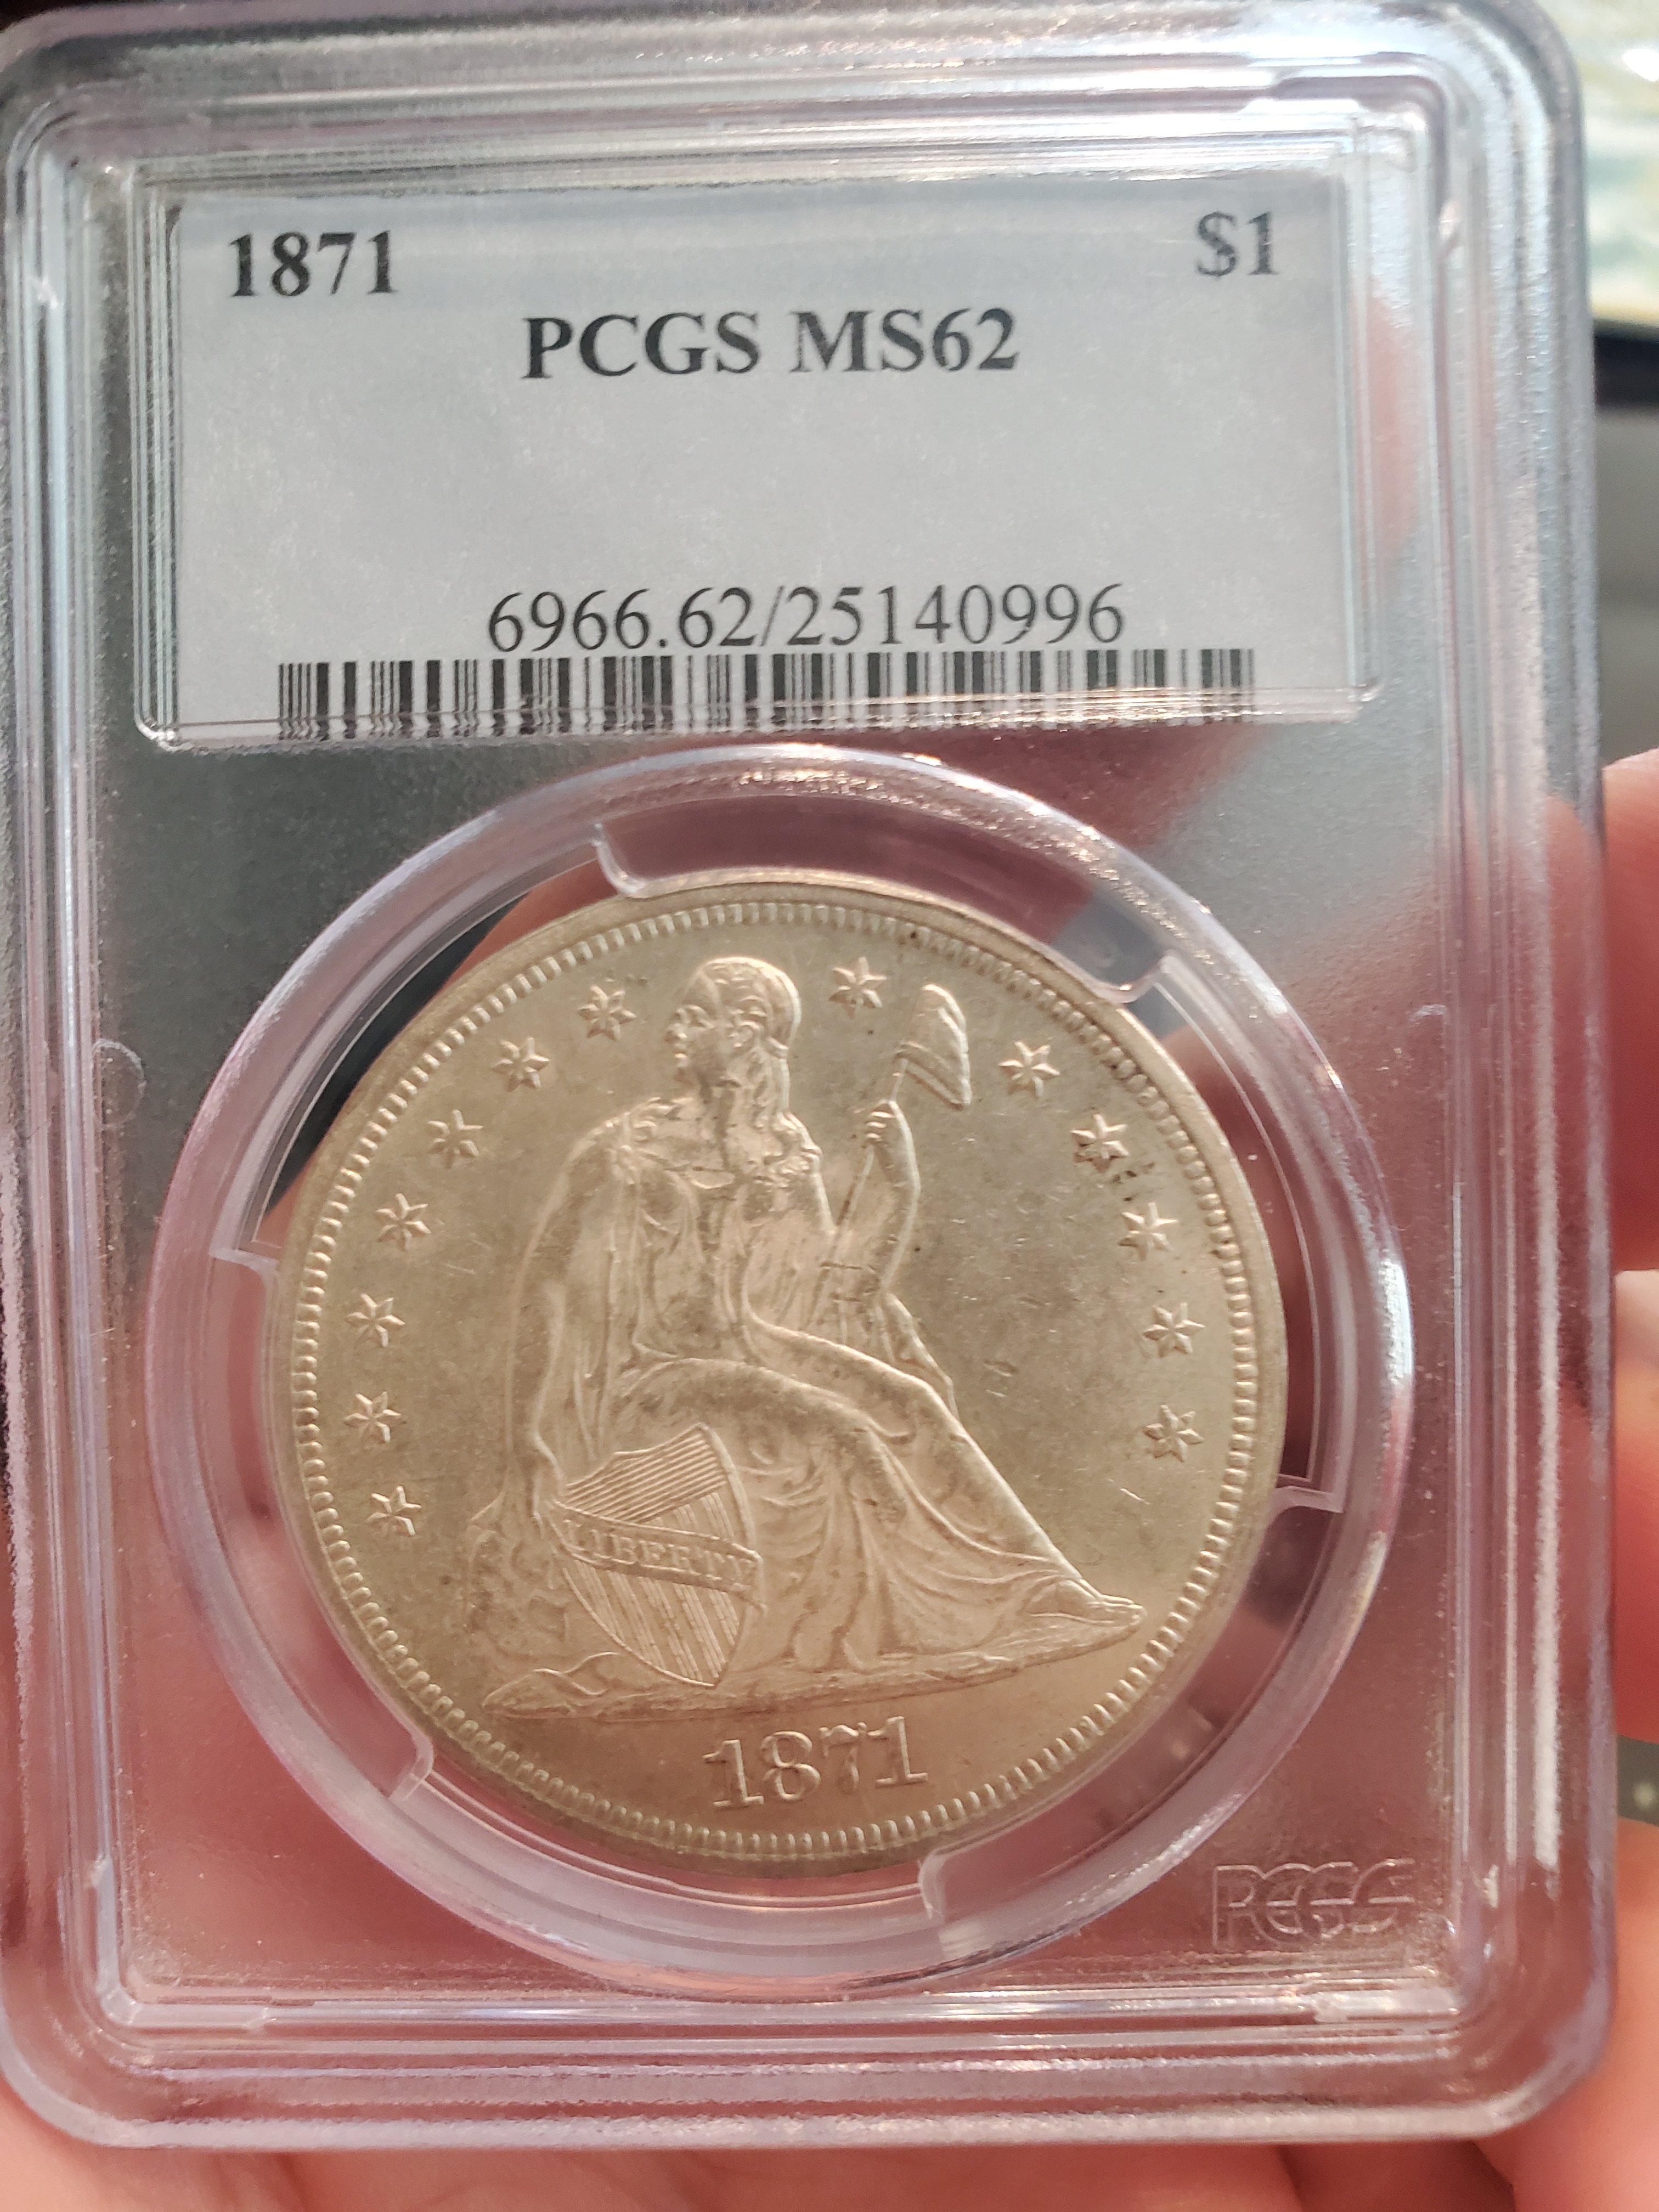 1871 $1
PCGS MS62
6966.62/25140996
LIBERTY
1871
PCGS